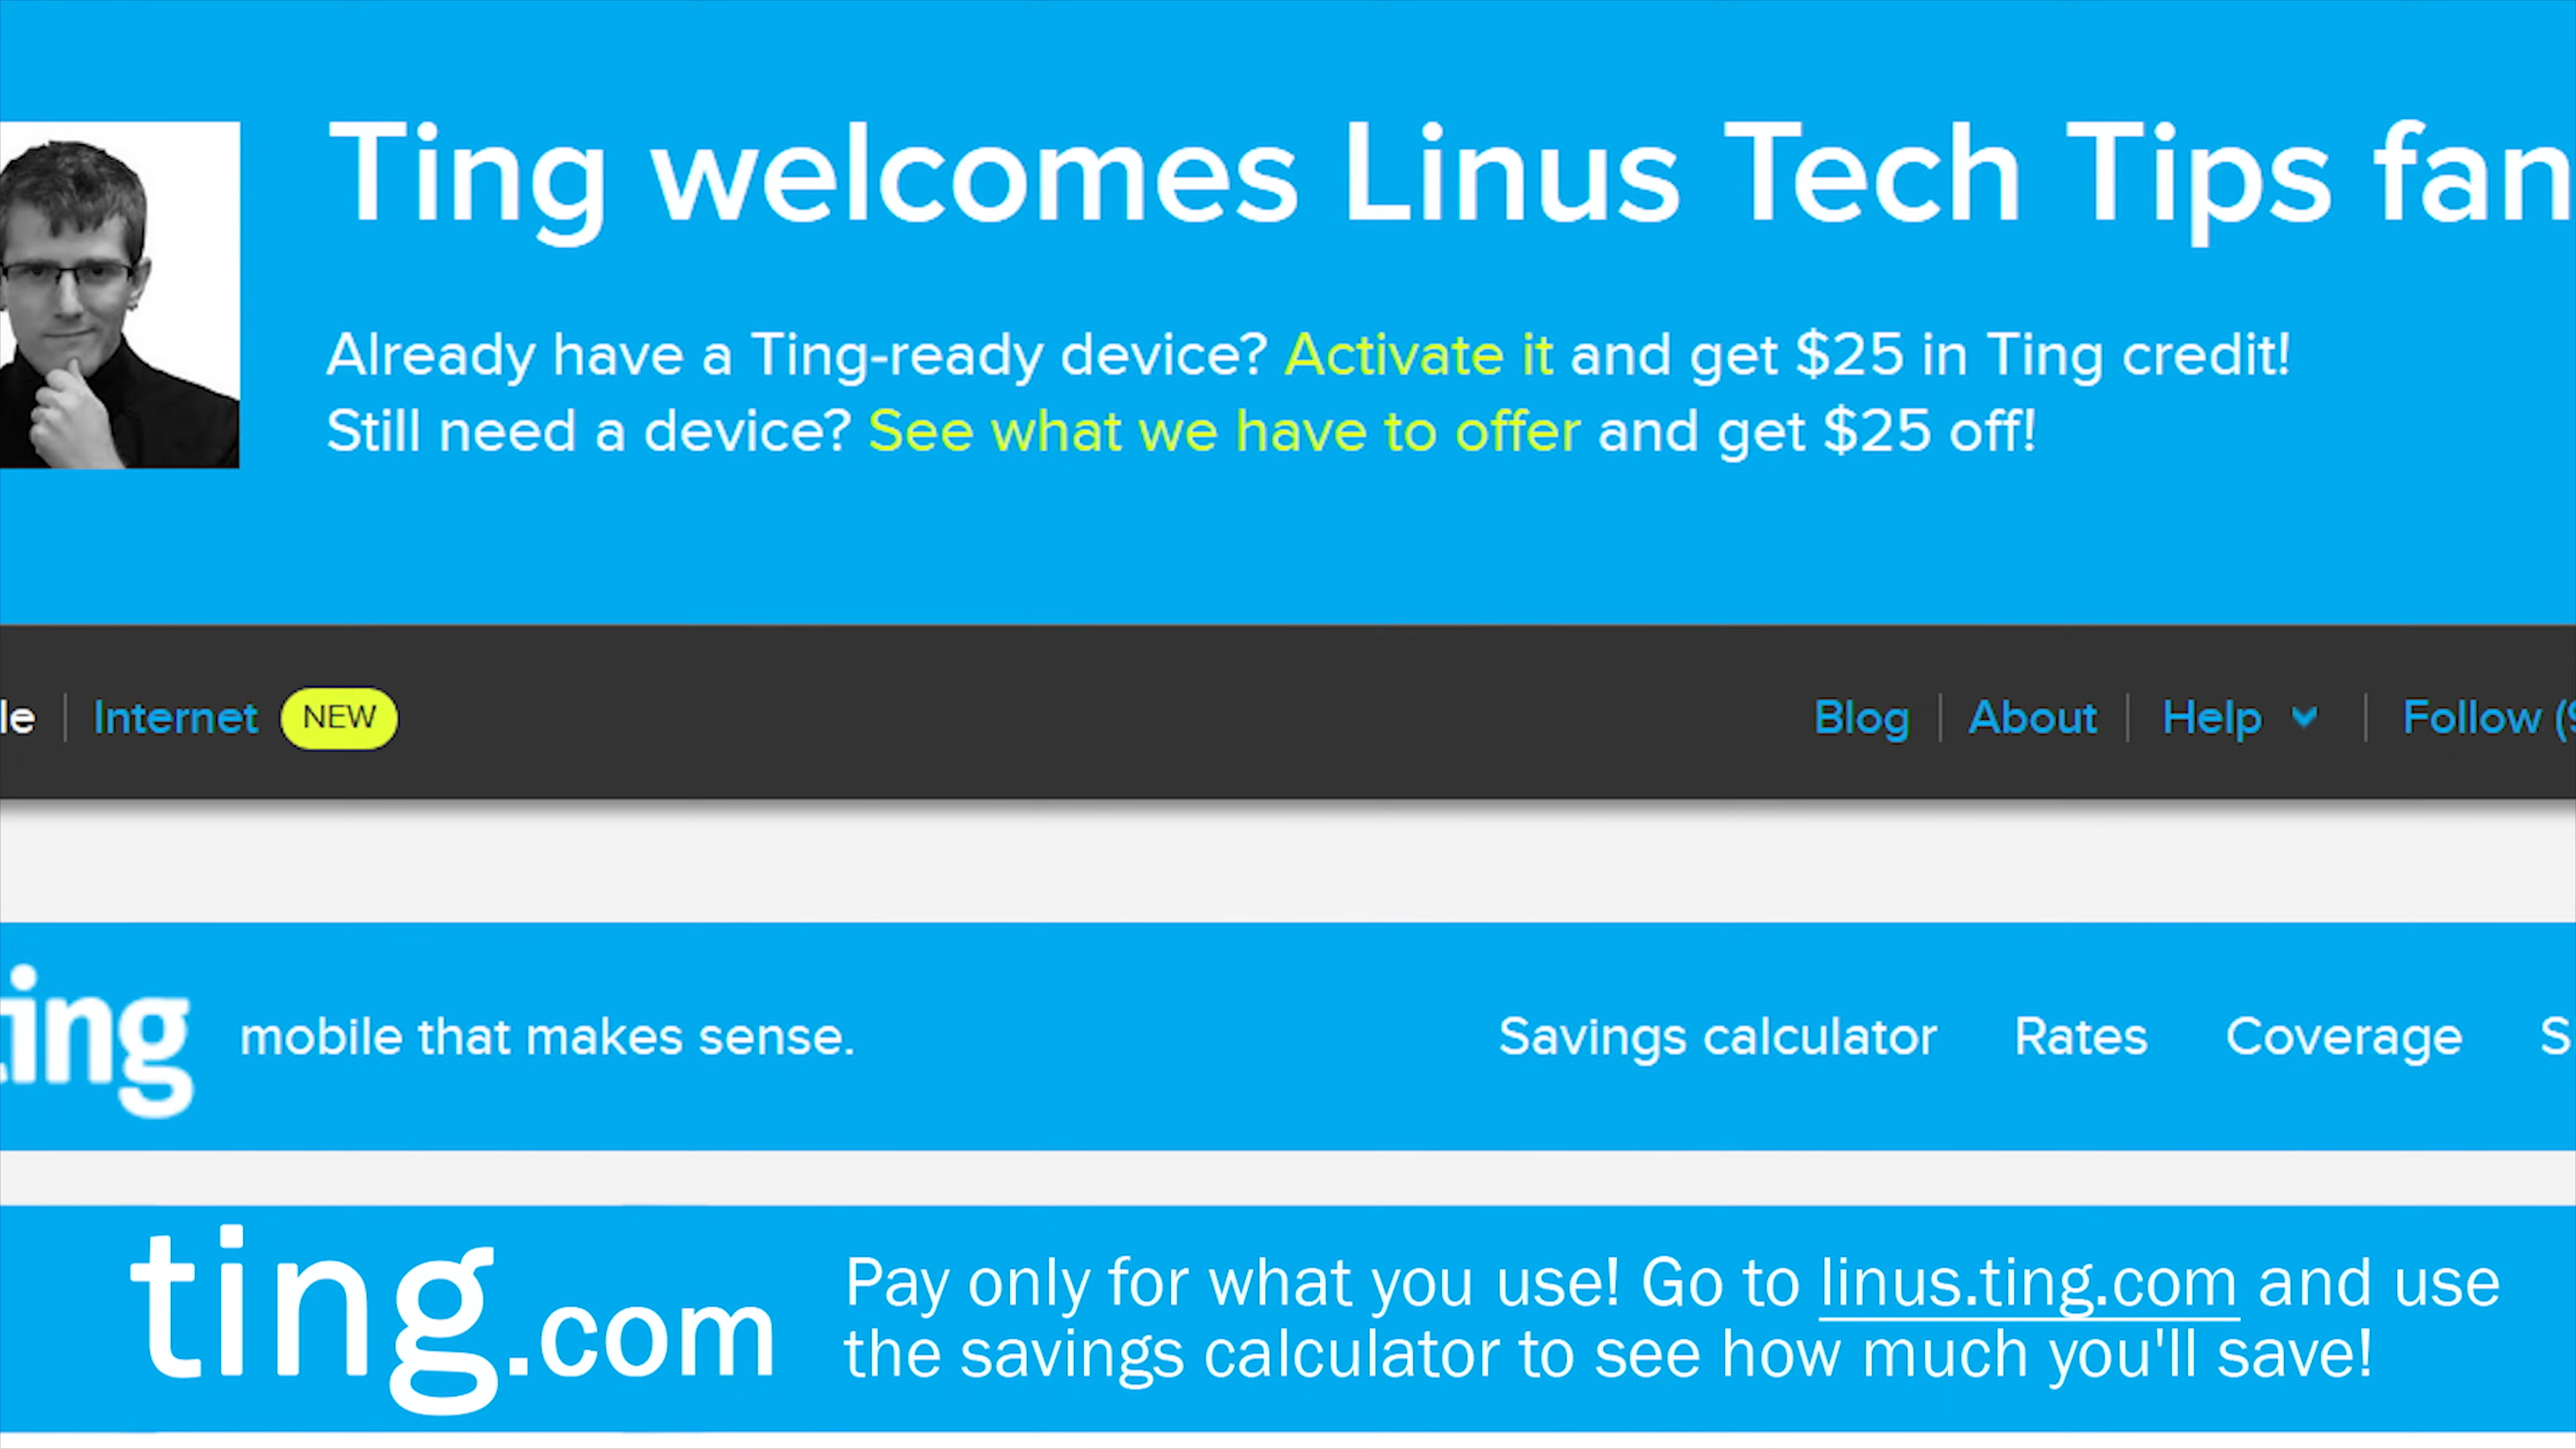 Ting welcomes Linus Tech Tips fan
Already have a Ting-ready device? Activate it and get $25 in Ting credit!
Still need a device? See what we have to offer and get $25 off!
le | Internet NEW
Blog | About | Help | Follow (
ting mobile that makes sense.
Savings calculator Rates Coverage S
ting.com
Pay only for what you use! Go to linus.ting.com and use
the savings calculator to see how much you'll save!